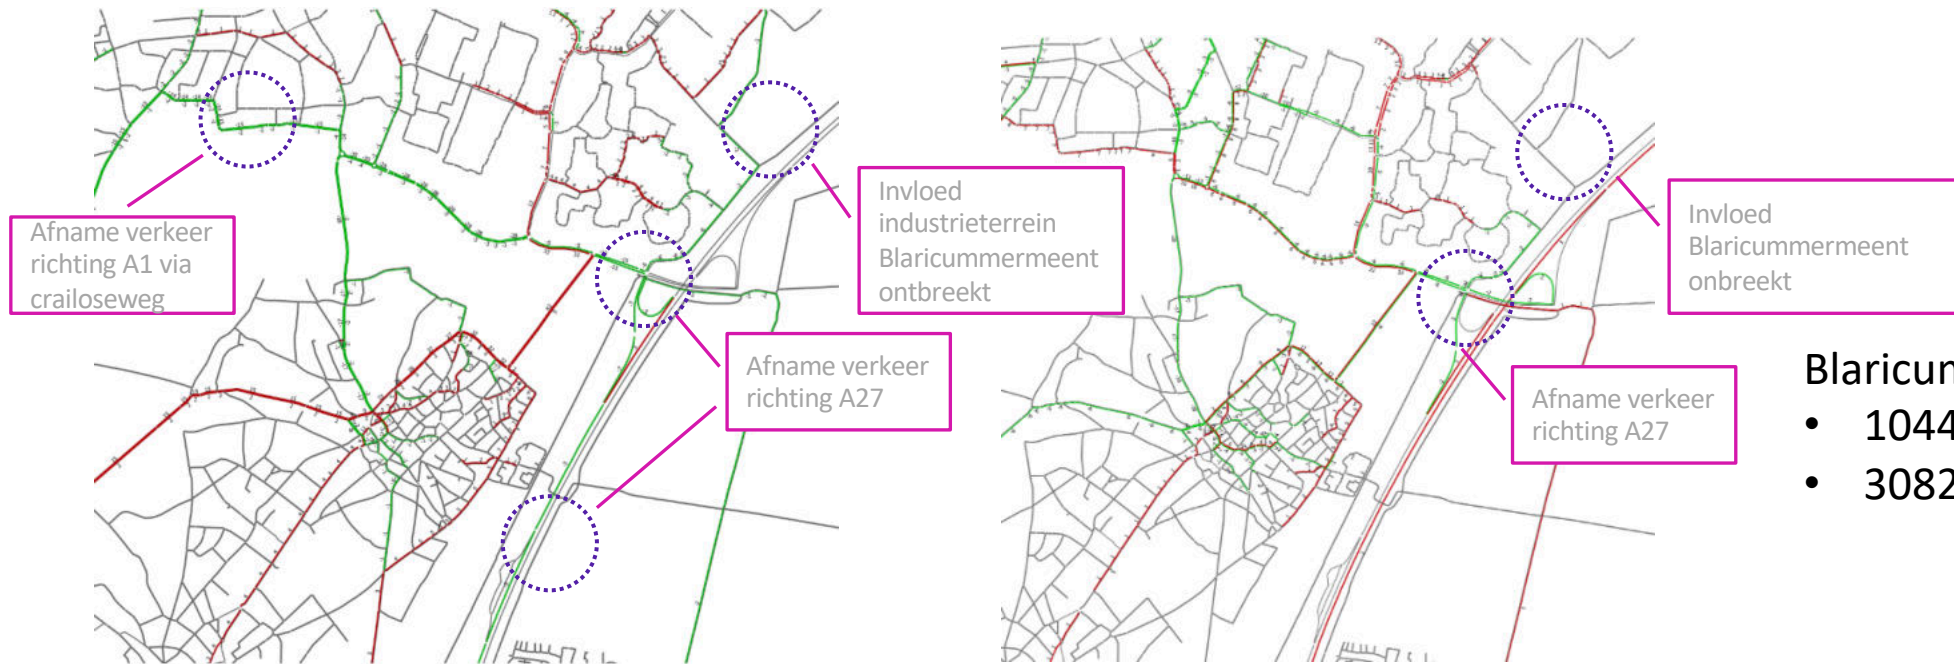 Afname verkeer
richting A1 via
crailoseweg
Invloed
industrieterrein
Blaricummermeent
ontbreekt
Afname verkeer
richting A27
Invloed
Blaricummermeent
onbreekt
Afname verkeer
richting A27
Blaricum
• 1044
• 3082